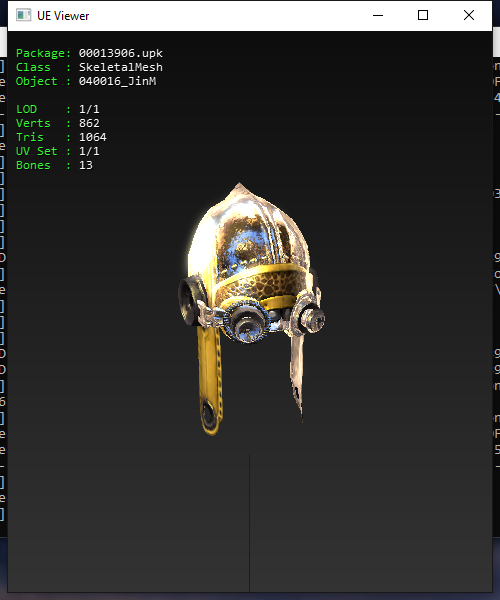 UE Viewer
Package: 00013906.upk
Class  : SkeletalMesh
Object : 040016_JinM
LOD    : 1/1
Verts  : 862
Tris   : 1064
UV Set : 1/1
Bones  : 13